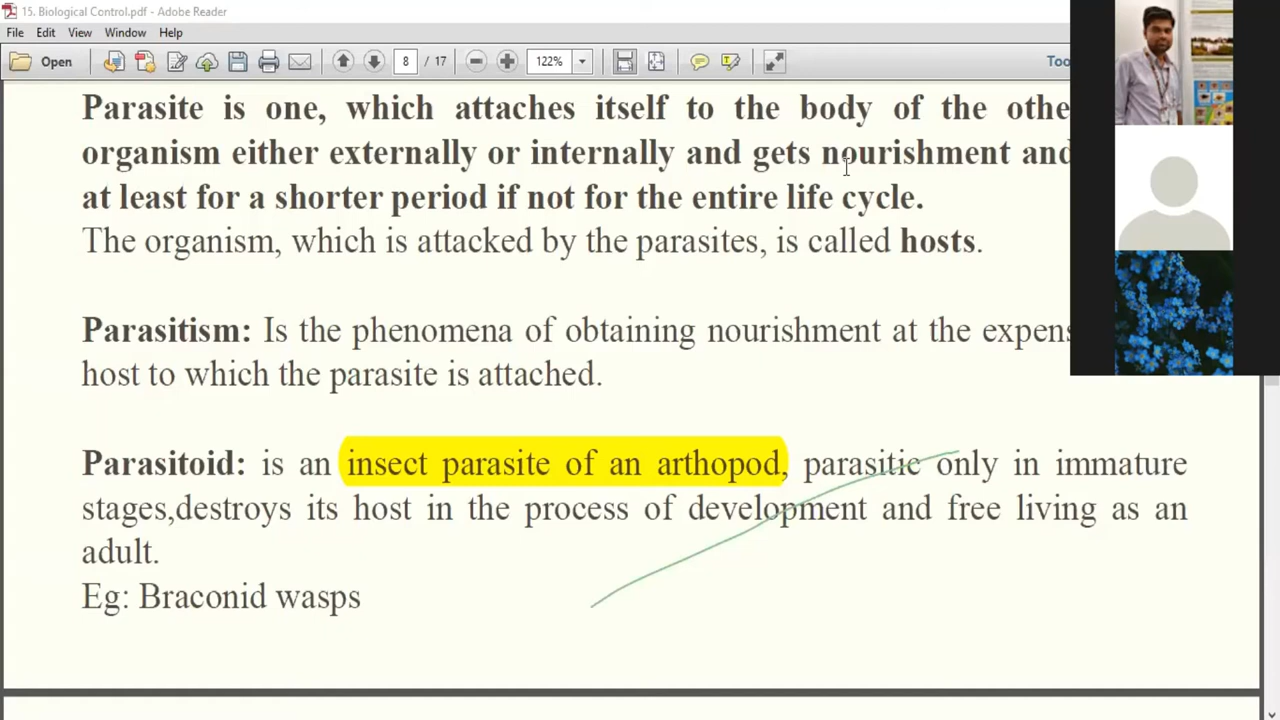 15. Biological Control.pdf - Adobe Reader
File Edit View Window Help
Open 8 / 17 122% Too
Parasite is one, which attaches itself to the body of the othe
organism either externally or internally and gets nourishment and
at least for a shorter period if not for the entire life cycle.
The organism, which is attacked by the parasites, is called hosts.
Parasitism: Is the phenomena of obtaining nourishment at the expens
host to which the parasite is attached.
Parasitoid: is an insect parasite of an arthopod, parasitic only in immature
stages,destroys its host in the process of development and free living as an
adult.
Eg: Braconid wasps